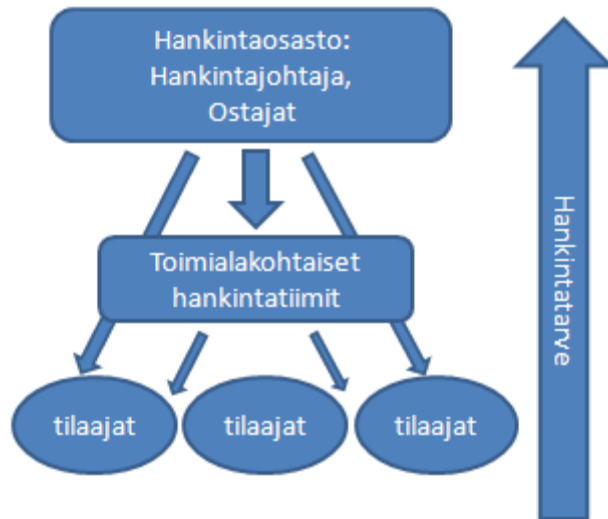 Hankintaosasto:
Hankintajohtaja,
Ostajat
Toimialakohtaiset
hankintatiimit
tilaajat
tilaajat
tilaajat
Hankintatarve